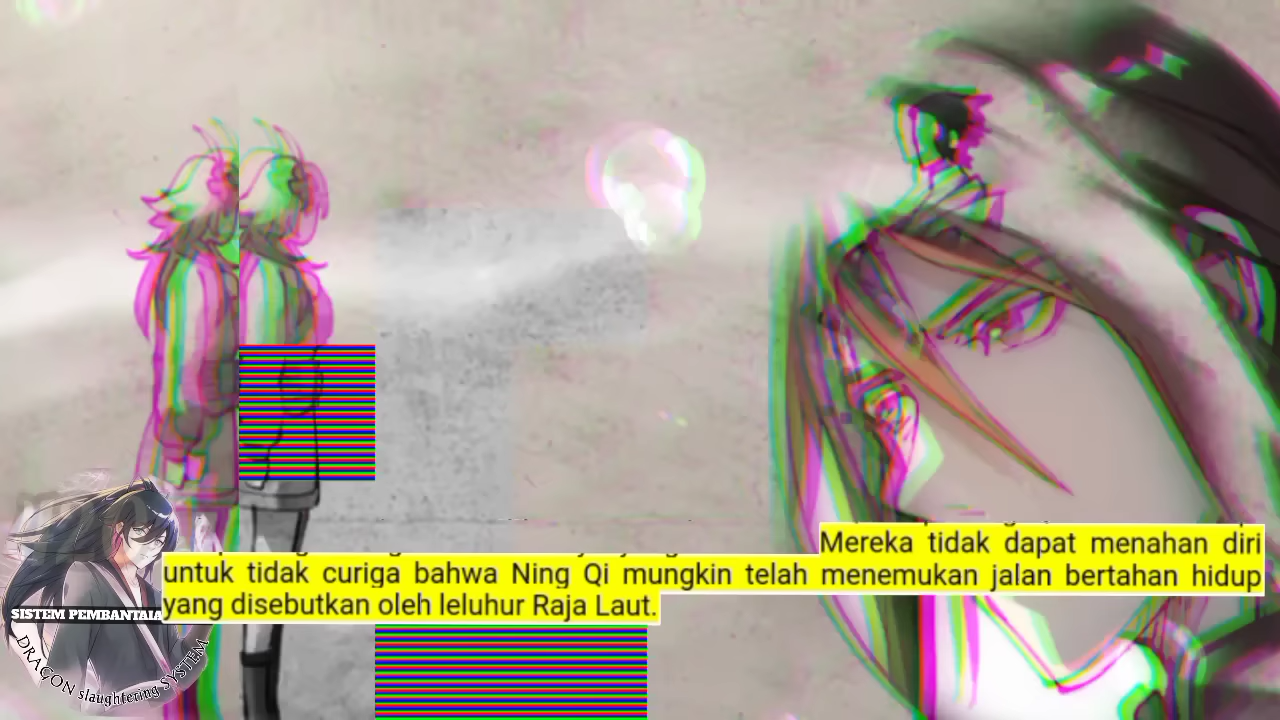 Mereka tidak dapat menahan diri
untuk tidak curiga bahwa Ning Qi mungkin telah menemukan jalan bertahan hidup
yang disebutkan oleh leluhur Raja Laut.
SISTEM PEMBANTAIA
DRAGON slaughtering SYSTEM